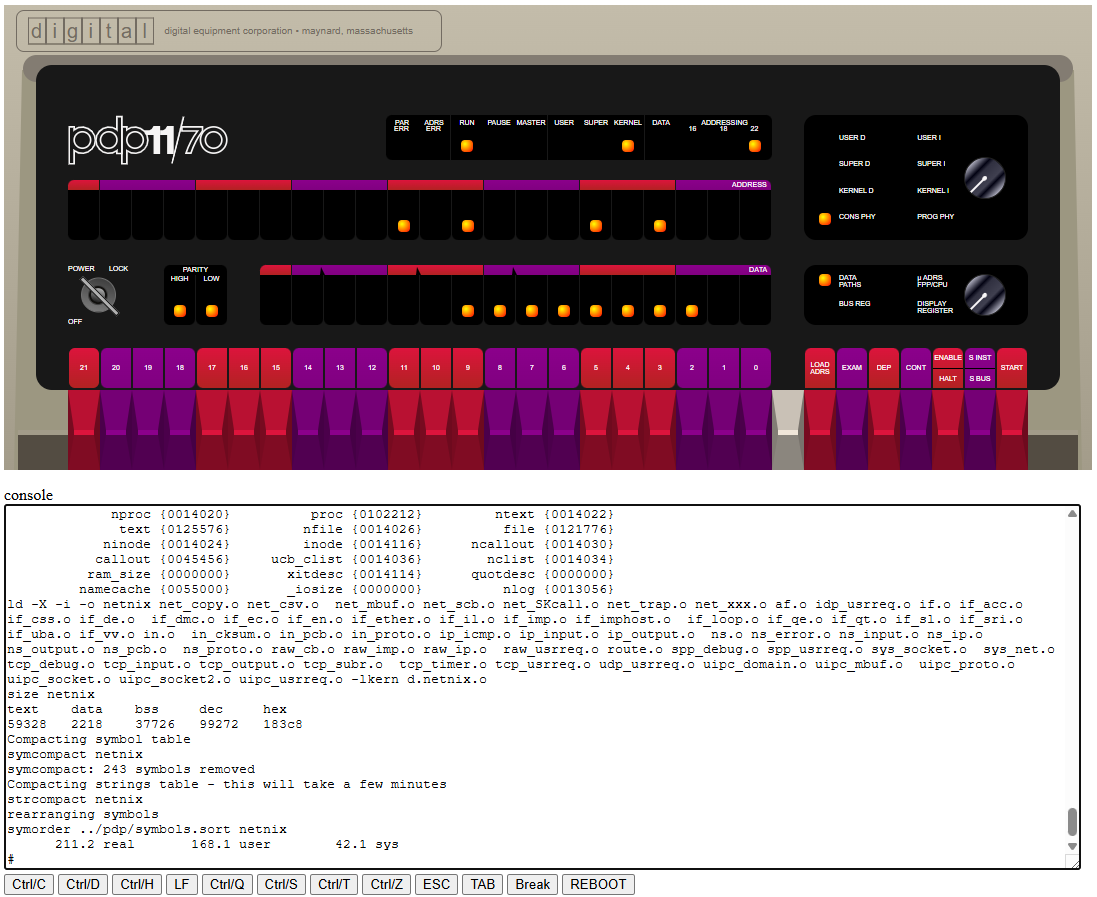 digital digital equipment corporation • maynard, massachusetts
pdp11/70
PAR ERR ADRS ERR RUN PAUSE MASTER USER SUPER KERNEL DATA 16 ADDRESSING 18 22
ADDRESS
USER D USER I
SUPER D SUPER I
KERNEL D KERNEL I
CONS PHY PROG PHY
POWER LOCK
OFF
PARITY
HIGH LOW
DATA
DATA PATHS µ ADRS FPP/CPU
BUS REG DISPLAY REGISTER
21 20 19 18 17 16 15 14 13 12 11 10 9 8 7 6 5 4 3 2 1 0
LOAD ADRS EXAM DEP CONT ENABLE HALT S INST S BUS START
console
nproc {0014020} proc {0102212} ntext {0014022}
text {0125576} nfile {0014026} file {0121776}
ninode {0014024} inode {0014116} ncallout {0014030}
callout {0045456} ucb_clist {0014036} nclist {0014034}
ram_size {0000000} xitdesc {0014114} quotdesc {0000000}
namecache {0055000} _iosize {0000000} nlog {0013056}
ld -X -i -o netnix net_copy.o net_csv.o  net_mbuf.o net_scb.o net_SKcall.o net_trap.o net_xxx.o af.o idp_usrreq.o if.o if_acc.o
if_css.o if_de.o  if_dmc.o if_ec.o if_en.o if_ether.o if_il.o if_imp.o if_imphost.o  if_loop.o if_qe.o if_qt.o if_sl.o if_sri.o
if_uba.o if_vv.o in.o  in_cksum.o in_pcb.o in_proto.o ip_icmp.o ip_input.o ip_output.o  ns.o ns_error.o ns_input.o ns_ip.o
ns_output.o ns_pcb.o  ns_proto.o raw_cb.o raw_imp.o raw_ip.o  raw_usrreq.o route.o spp_debug.o spp_usrreq.o sys_socket.o  sys_net.o
tcp_debug.o tcp_input.o tcp_output.o tcp_subr.o  tcp_timer.o tcp_usrreq.o udp_usrreq.o uipc_domain.o uipc_mbuf.o  uipc_proto.o
uipc_socket.o uipc_socket2.o uipc_usrreq.o -lkern d.netnix.o
size netnix
text data bss dec hex
59328 2218 37726 99272 183c8
Compacting symbol table
symcompact netnix
symcompact: 243 symbols removed
Compacting strings table - this will take a few minutes
strcompact netnix
rearranging symbols
symorder ../pdp/symbols.sort netnix
211.2 real 168.1 user 42.1 sys
#
Ctrl/C Ctrl/D Ctrl/H LF Ctrl/Q Ctrl/S Ctrl/T Ctrl/Z ESC TAB Break REBOOT